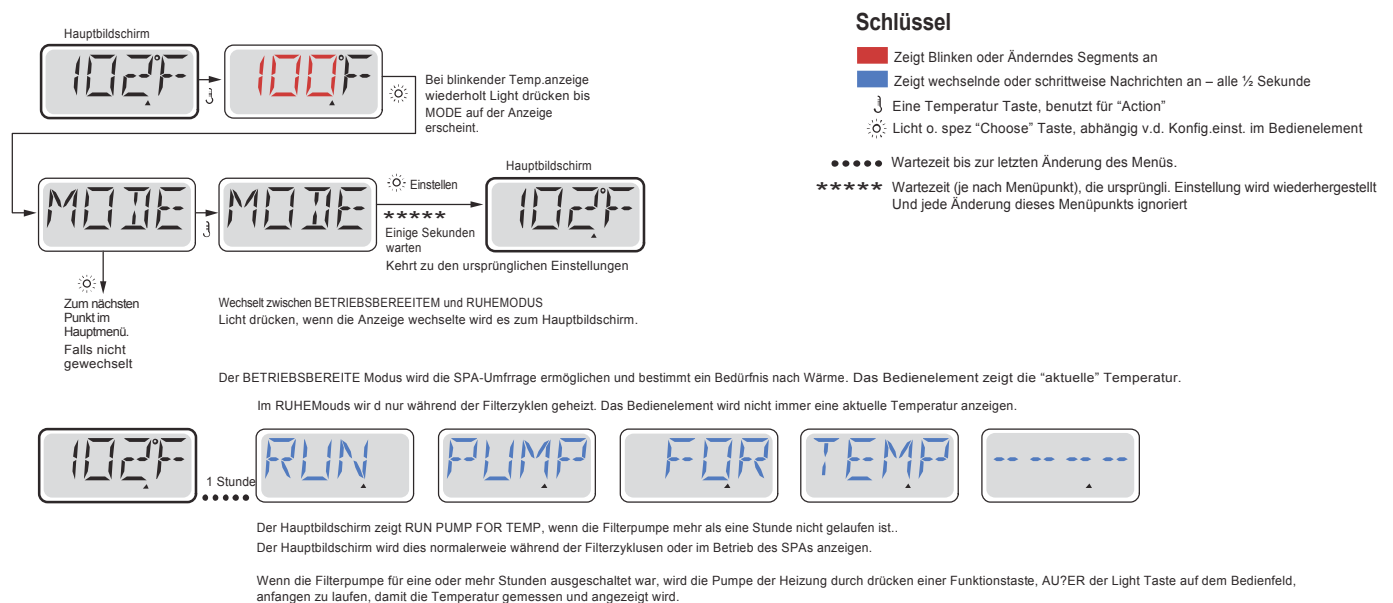 Schlüssel
Zeigt Blinken oder Änderndes Segments an
Zeigt wechselnde oder schrittweise Nachrichten an – alle ½ Sekunde
Eine Temperatur Taste, benutzt für “Action”
Licht o. spez “Choose” Taste, abhängig v.d. Konfig.einst. im Bedienelement
Wartezeit bis zur letzten Änderung des Menüs.
***** Wartezeit (je nach Menüpunkt), die ursprüngli. Einstellung wird wiederhergestellt
Und jede Änderung dieses Menüpunkts ignoriert
Hauptbildschirm
102°F
100°F
Bei blinkender Temp.anzeige
wiederholt Light drücken bis
MODE auf der Anzeige
erscheint.
MODE
MODE
Einstellen
*****
Einige Sekunden
warten
Kehrt zu den ursprünglichen Einstellungen
Hauptbildschirm
102°F
Zum nächsten
Punkt im
Hauptmenü.
Falls nicht
gewechselt
Wechselt zwischen BETRIEBSBEREEITEM und RUHEMODUS
Licht drücken, wenn die Anzeige wechselte wird es zum Hauptbildschirm.
Der BETRIEBSBEREITE Modus wird die SPA-Umfrrage ermöglichen und bestimmt ein Bedürfnis nach Wärme. Das Bedienelement zeigt die “aktuelle” Temperatur.
Im RUHEMouds wir d nur während der Filterzyklen geheizt. Das Bedienelement wird nicht immer eine aktuelle Temperatur anzeigen.
102°F
1 Stunde
RUN
PUMP
FOR
TEMP
-- -- -- --
Der Hauptbildschirm zeigt RUN PUMP FOR TEMP, wenn die Filterpumpe mehr als eine Stunde nicht gelaufen ist..
Der Hauptbildschirm wird dies normalerweie während der Filterzyklusen oder im Betrieb des SPAs anzeigen.
Wenn die Filterpumpe für eine oder mehr Stunden ausgeschaltet war, wird die Pumpe der Heizung durch drücken einer Funktionstaste, AU?ER der Light Taste auf dem Bedienfeld,
anfangen zu laufen, damit die Temperatur gemessen und angezeigt wird.